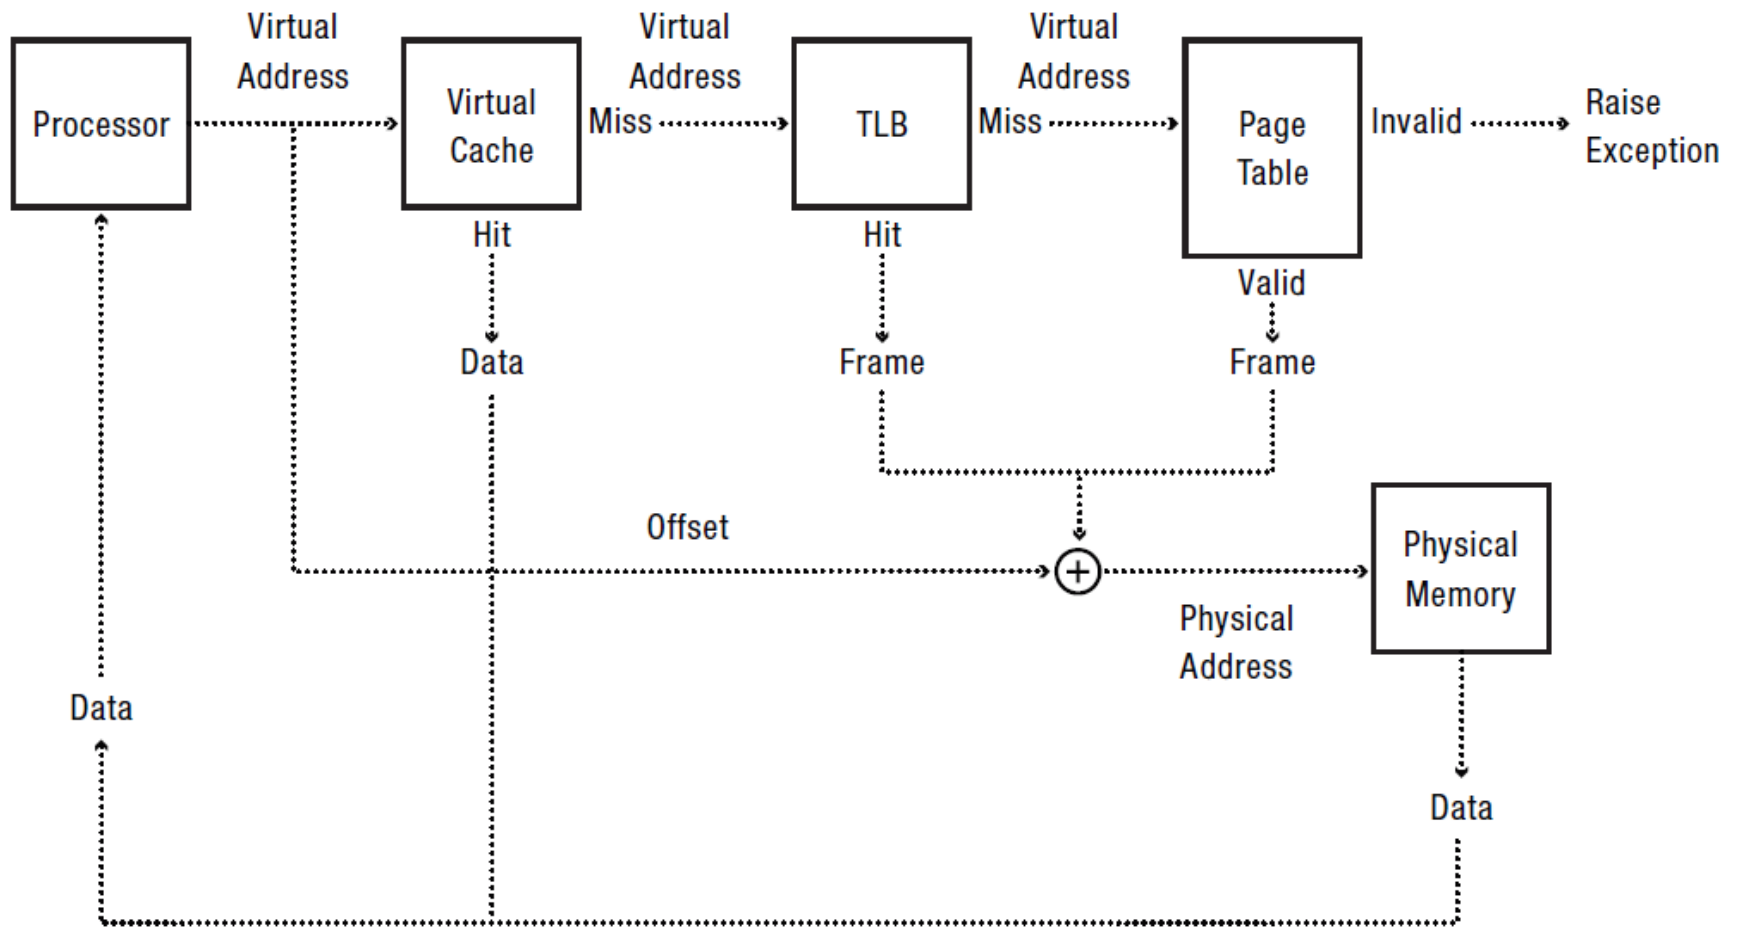 Virtual
Address
Virtual
Address
Virtual
Address
Processor
Virtual
Cache
Miss
TLB
Miss
Page
Table
Invalid
Raise
Exception
Hit
Hit
Valid
Data
Frame
Frame
Offset
Physical
Memory
Physical
Address
Data
Data